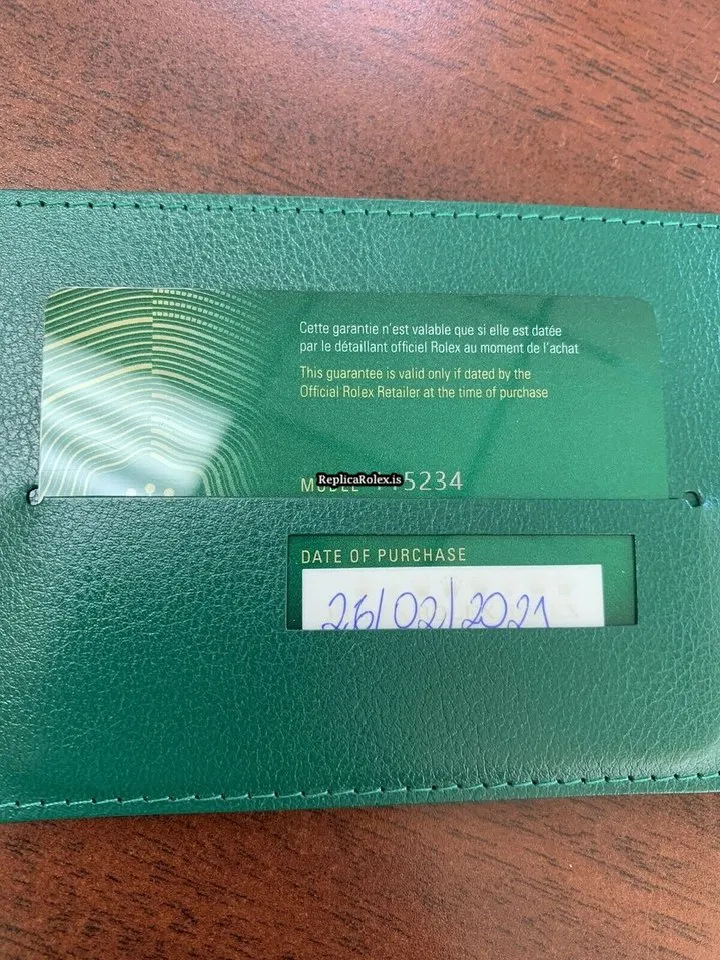 Cette garantie n'est valable que si elle est datée
par le détaillant officiel Rolex au moment de l'achat
This guarantee is valid only if dated by the
Official Rolex Retailer at the time of purchase
ReplicaRolex.is
MODEL 115234
DATE OF PURCHASE
26/02/2021